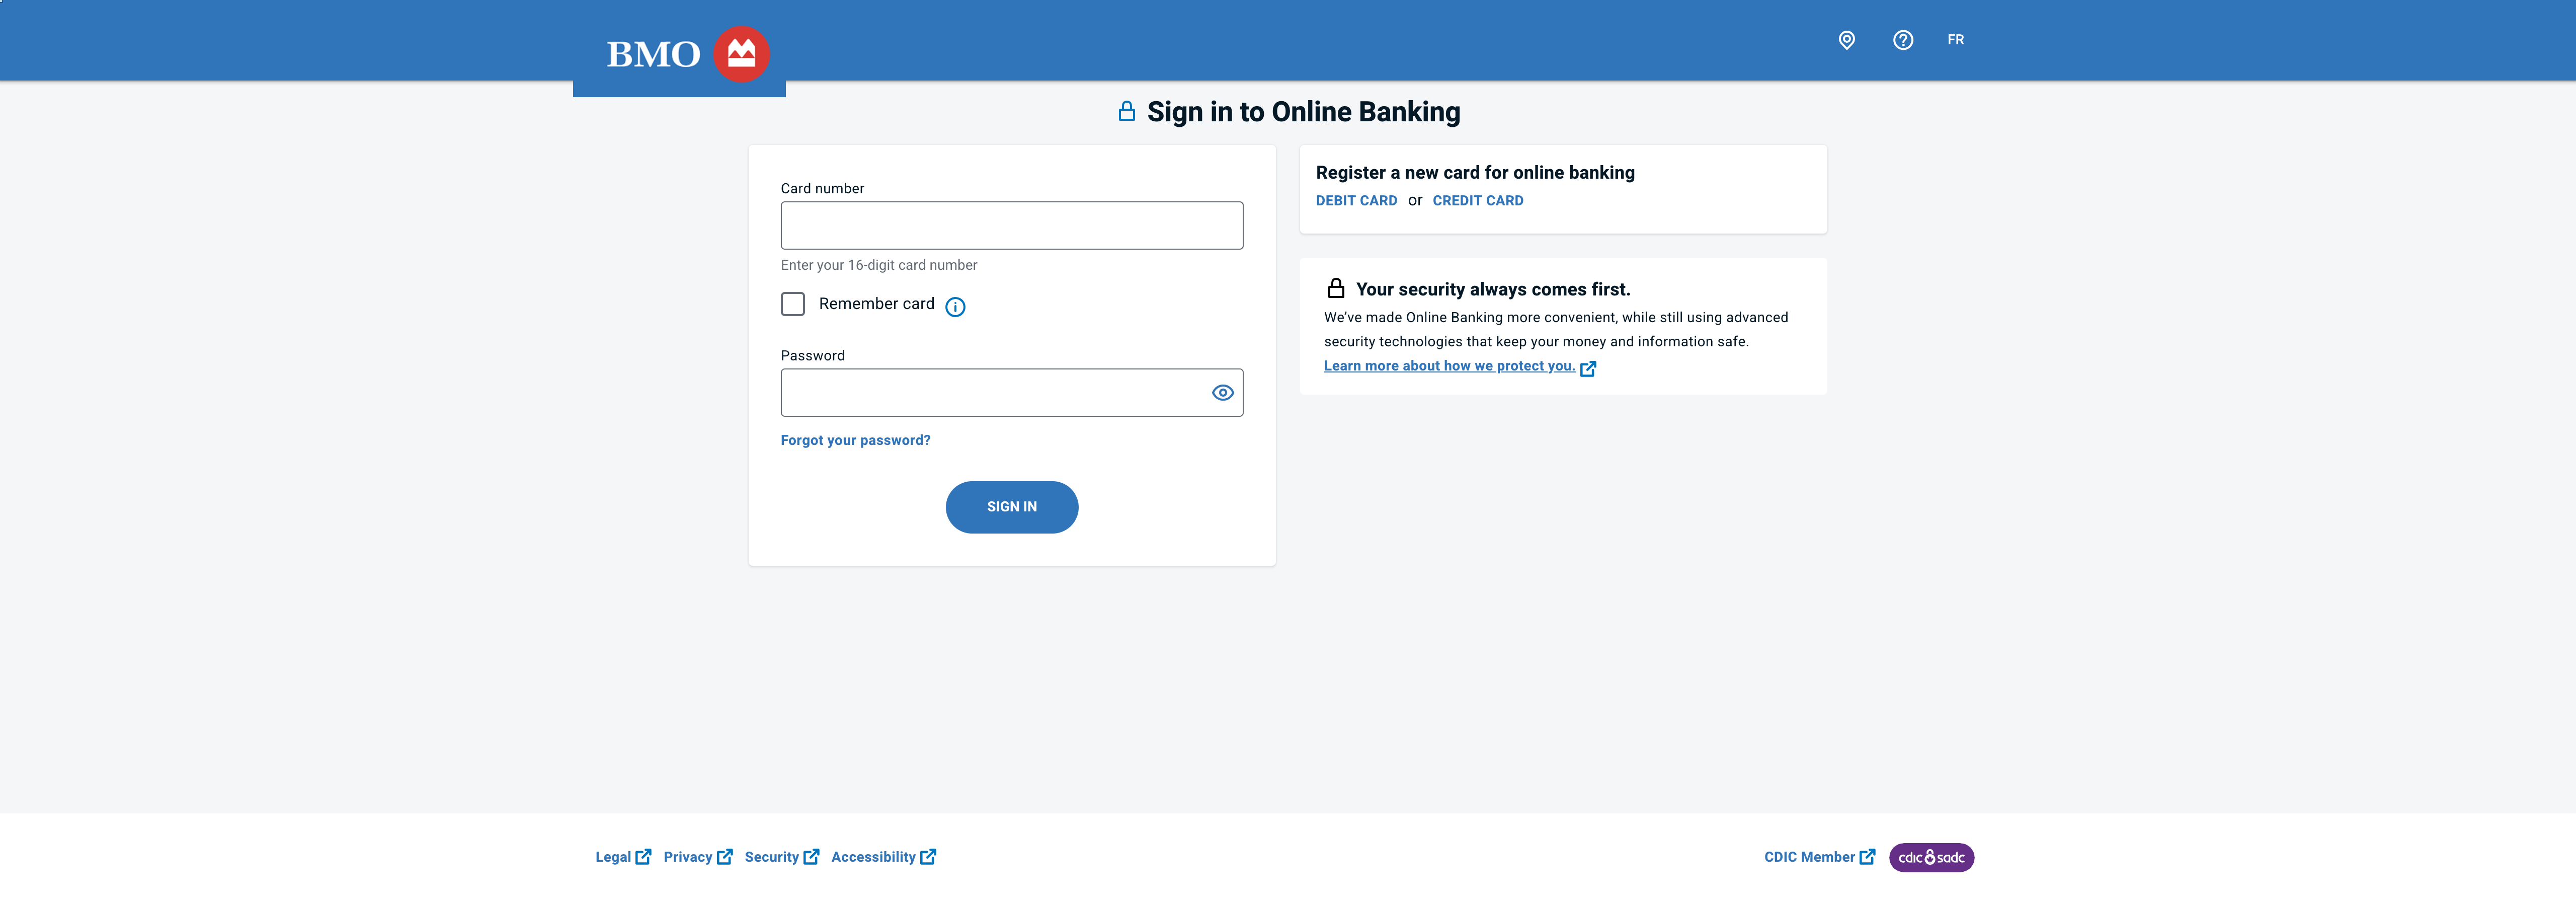 BMO
FR
Sign in to Online Banking
Card number
Enter your 16-digit card number
Remember card
Password
Forgot your password?
SIGN IN
Register a new card for online banking
DEBIT CARD or CREDIT CARD
Your security always comes first.
We’ve made Online Banking more convenient, while still using advanced
security technologies that keep your money and information safe.
Learn more about how we protect you.
Legal Privacy Security Accessibility
CDIC Member cdic sadc